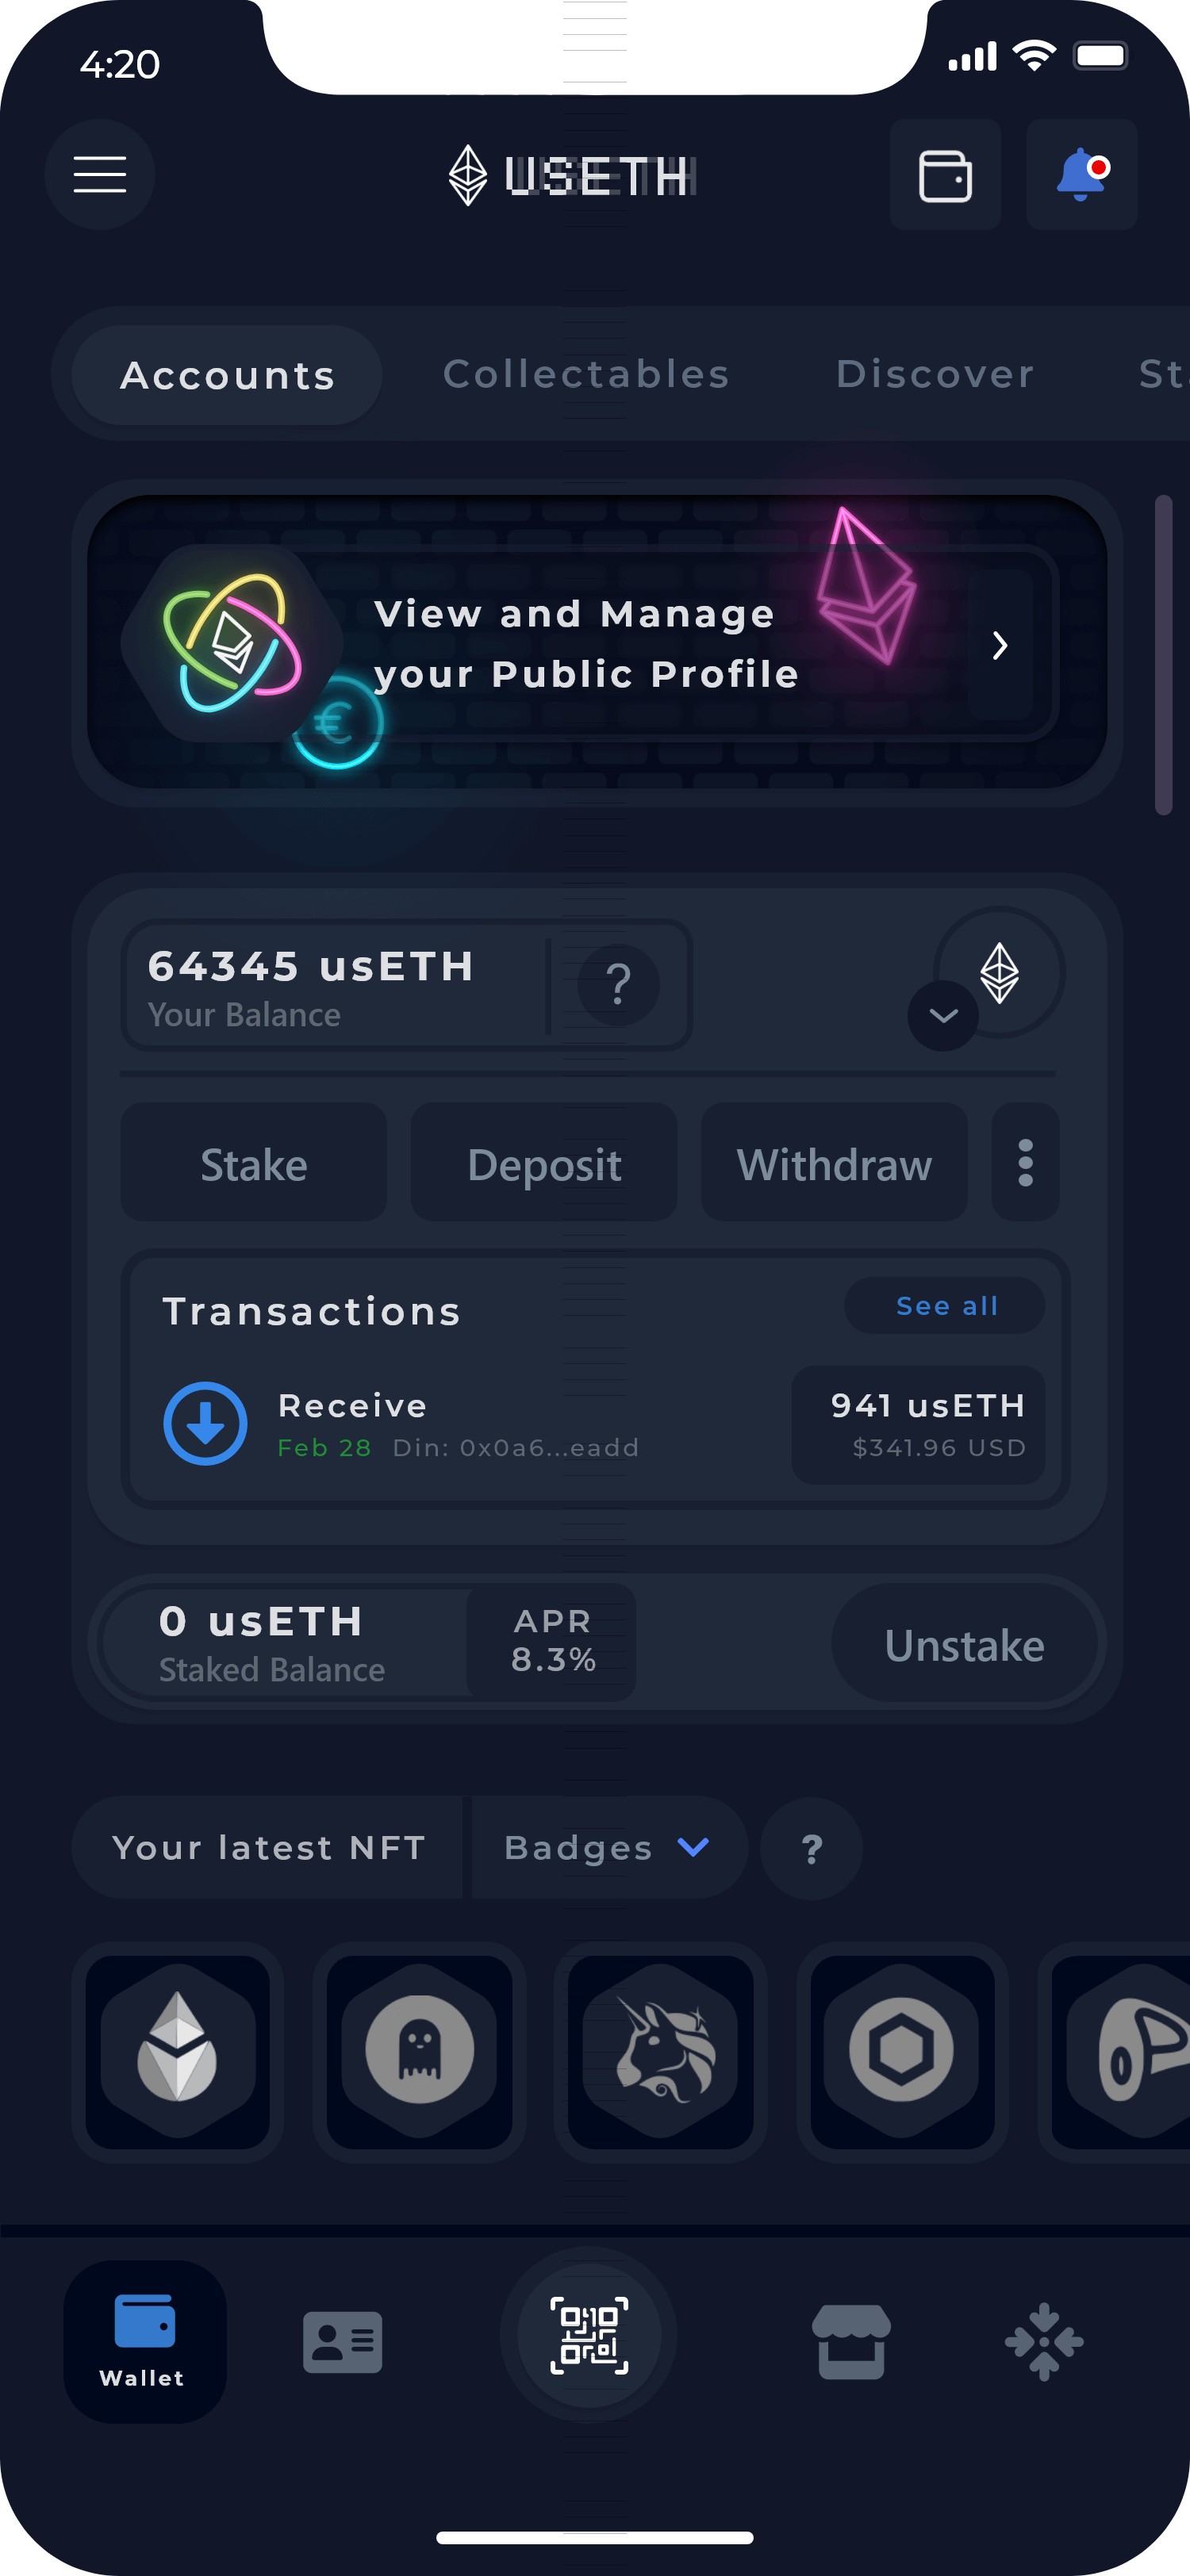 4:20
USETH
Accounts Collectables Discover St
View and Manage
your Public Profile
64345 usETH
Your Balance
?
Stake Deposit Withdraw
Transactions See all
Receive 941 usETH
Feb 28 Din: 0x0a6...eadd $341.96 USD
0 usETH APR
Staked Balance 8.3%
Unstake
Your latest NFT Badges ?
Wallet